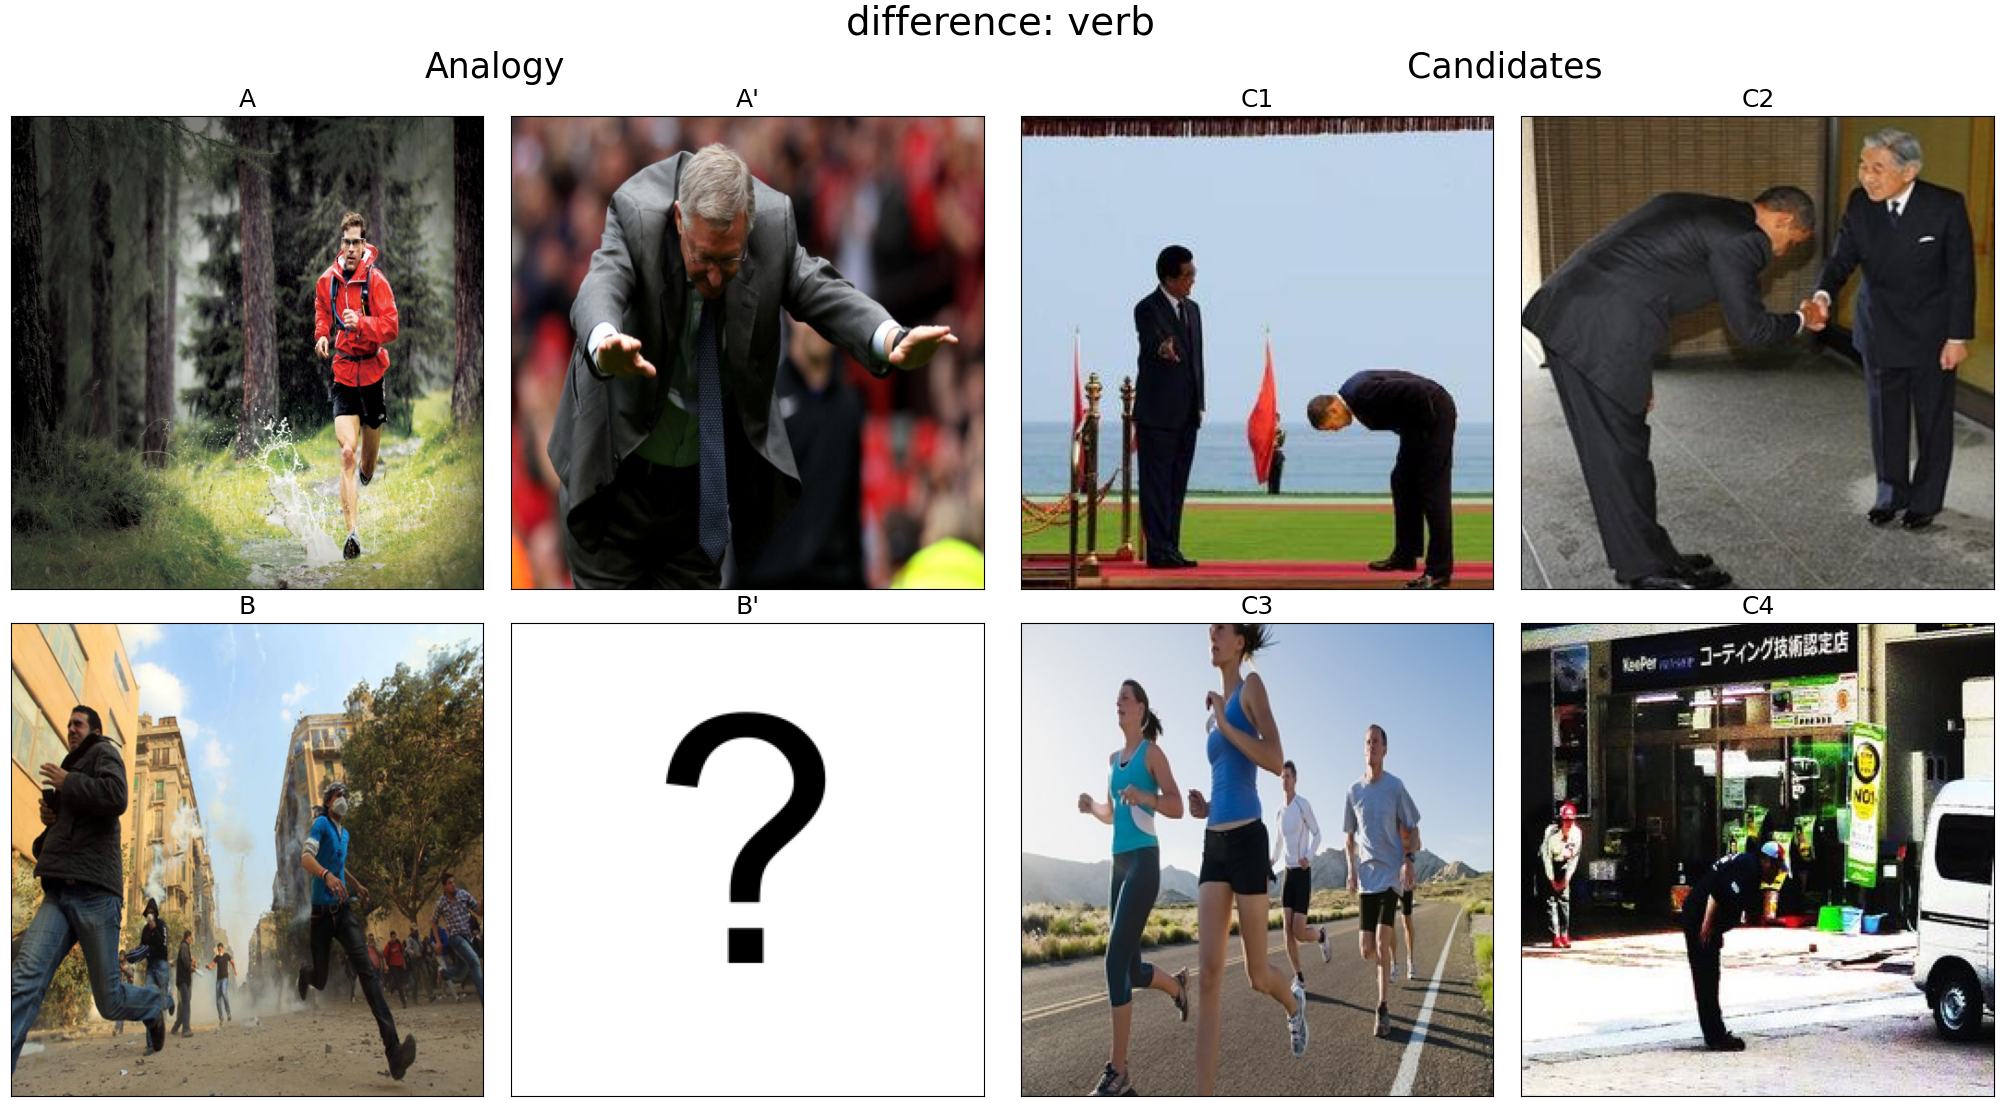 difference: verb
Analogy
Candidates
A
A'
C1
C2
B
B'
C3
C4
?
KeePer
コーティング技術認定店
NO1